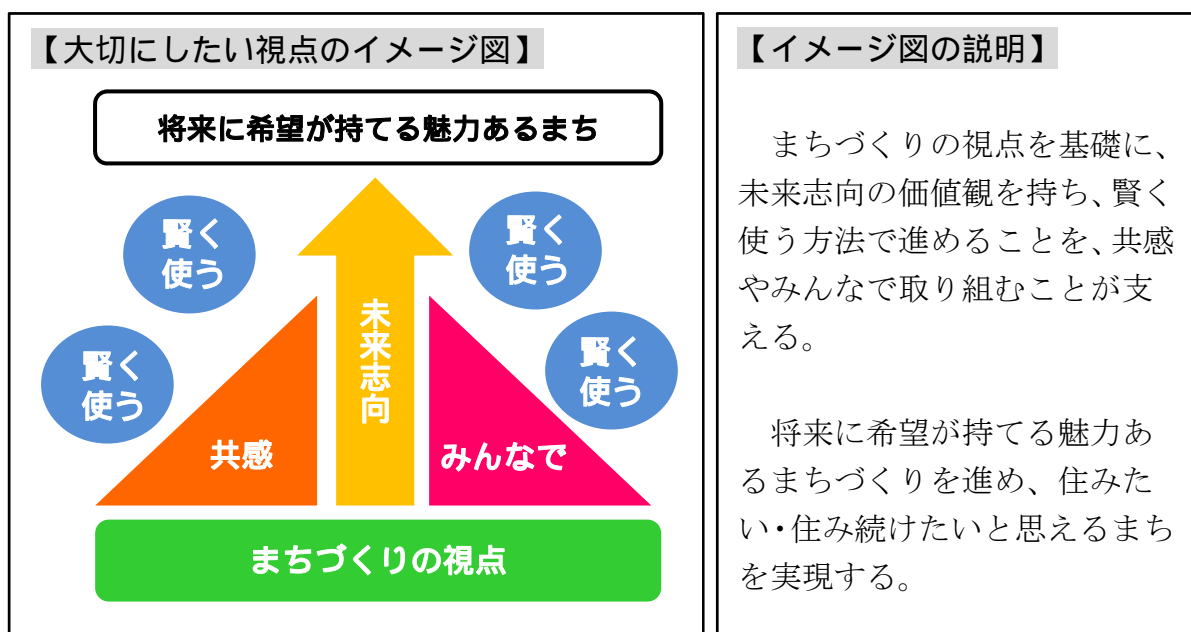 【大切にしたい視点のイメージ図】
将来に希望が持てる魅力あるまち
賢く
使う
賢く
使う
賢く
使う
賢く
使う
未来志向
共感
みんなで
まちづくりの視点
【イメージ図の説明】
まちづくりの視点を基礎に、
未来志向の価値観を持ち、賢く
使う方法で進めることを、共感
やみんなで取り組むことが支
える。
将来に希望が持てる魅力あ
るまちづくりを進め、住みた
い・住み続けたいと思えるまち
を実現する。